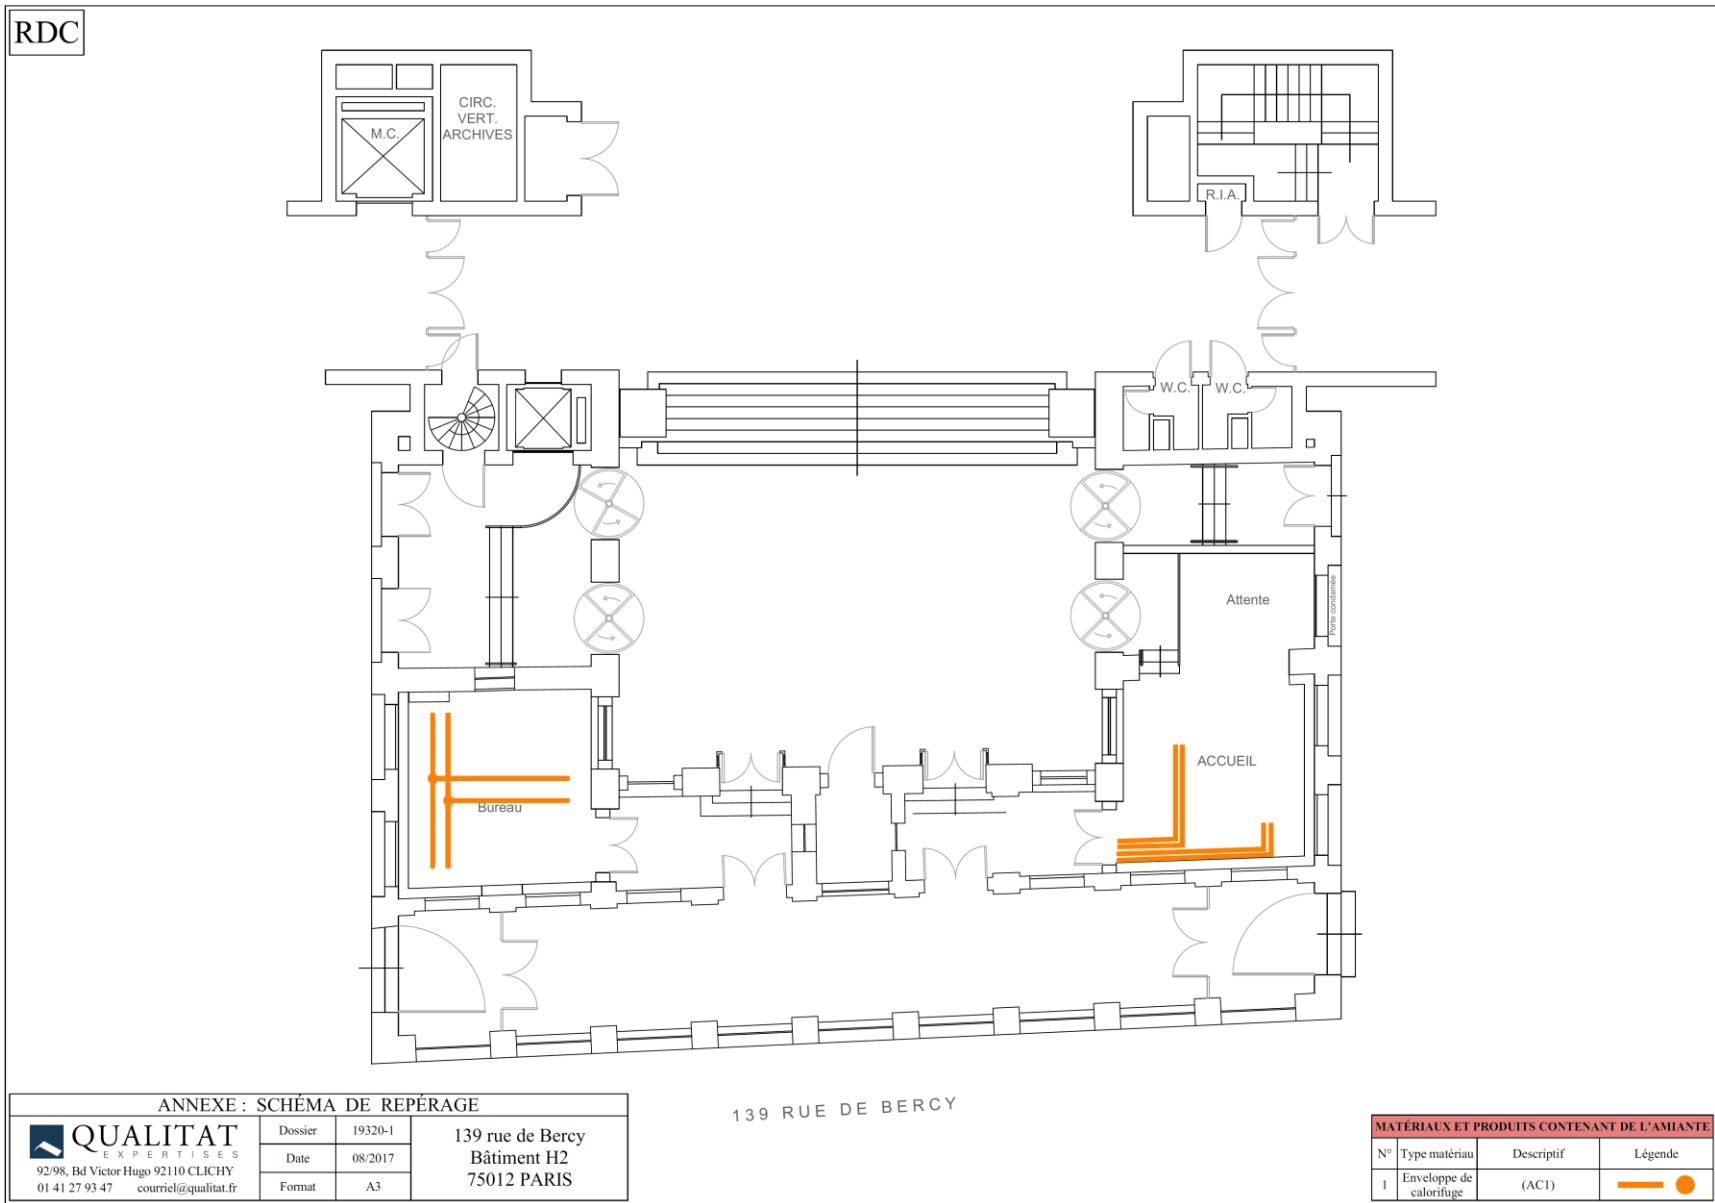 RDC
CIRC.
VERT.
ARCHIVES
M.C.
R.I.A.
W.C.
W.C.
Attente
Porte condamnée
ACCUEIL
Bureau
139 RUE DE BERCY
ANNEXE : SCHÉMA DE REPÉRAGE
QUALITAT
EXPERTISES
92/98, Bd Victor Hugo 92110 CLICHY
01 41 27 93 47 courriel@qualitat.fr
Dossier 19320-1
Date 08/2017
Format A3
139 rue de Bercy
Bâtiment H2
75012 PARIS
MATÉRIAUX ET PRODUITS CONTENANT DE L'AMIANTE
N° Type matériau Descriptif Légende
1 Enveloppe de calorifuge (AC1)